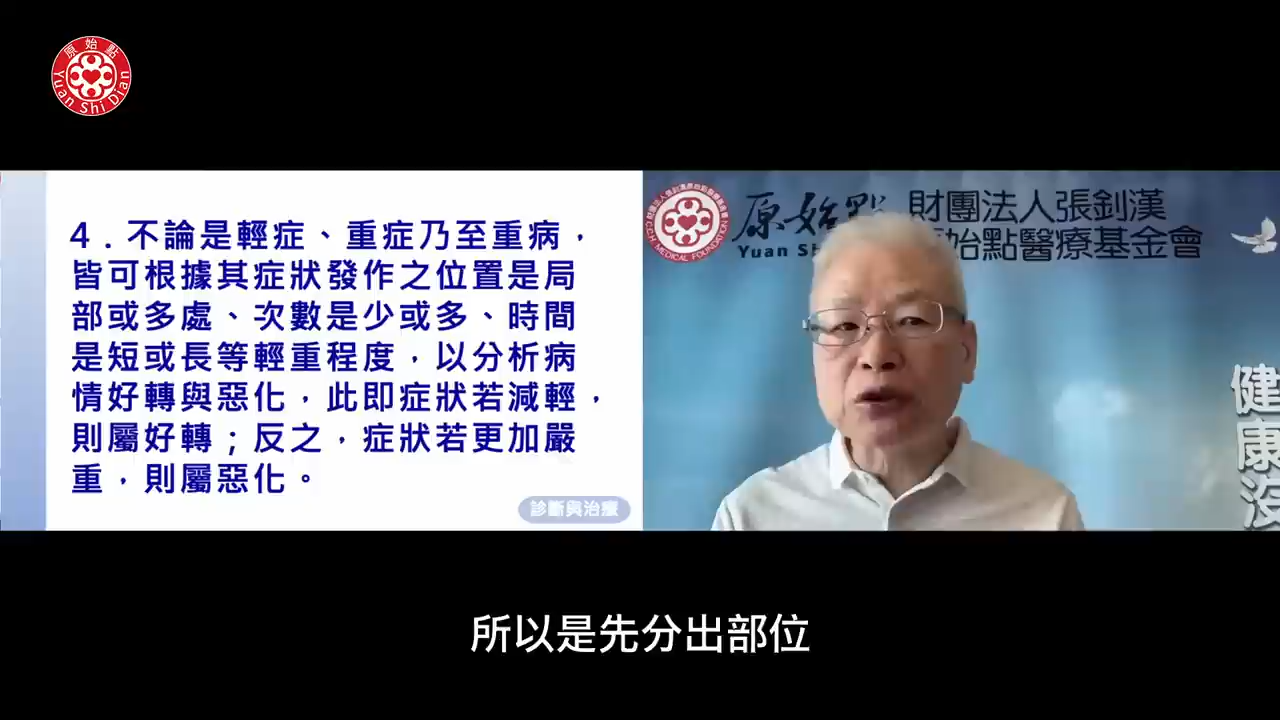 原始點
Yuan Shi Dian
4．不論是輕症、重症乃至重病，
皆可根據其症狀發作之位置是局
部或多處、次數是少或多、時間
是短或長等輕重程度，以分析病
情好轉與惡化，此即症狀若減輕，
則屬好轉；反之，症狀若更加嚴
重，則屬惡化。
診斷與治療
原始點
Yuan Sh
財團法人張釗漢
始點醫療基金會
健康沒
所以是先分出部位